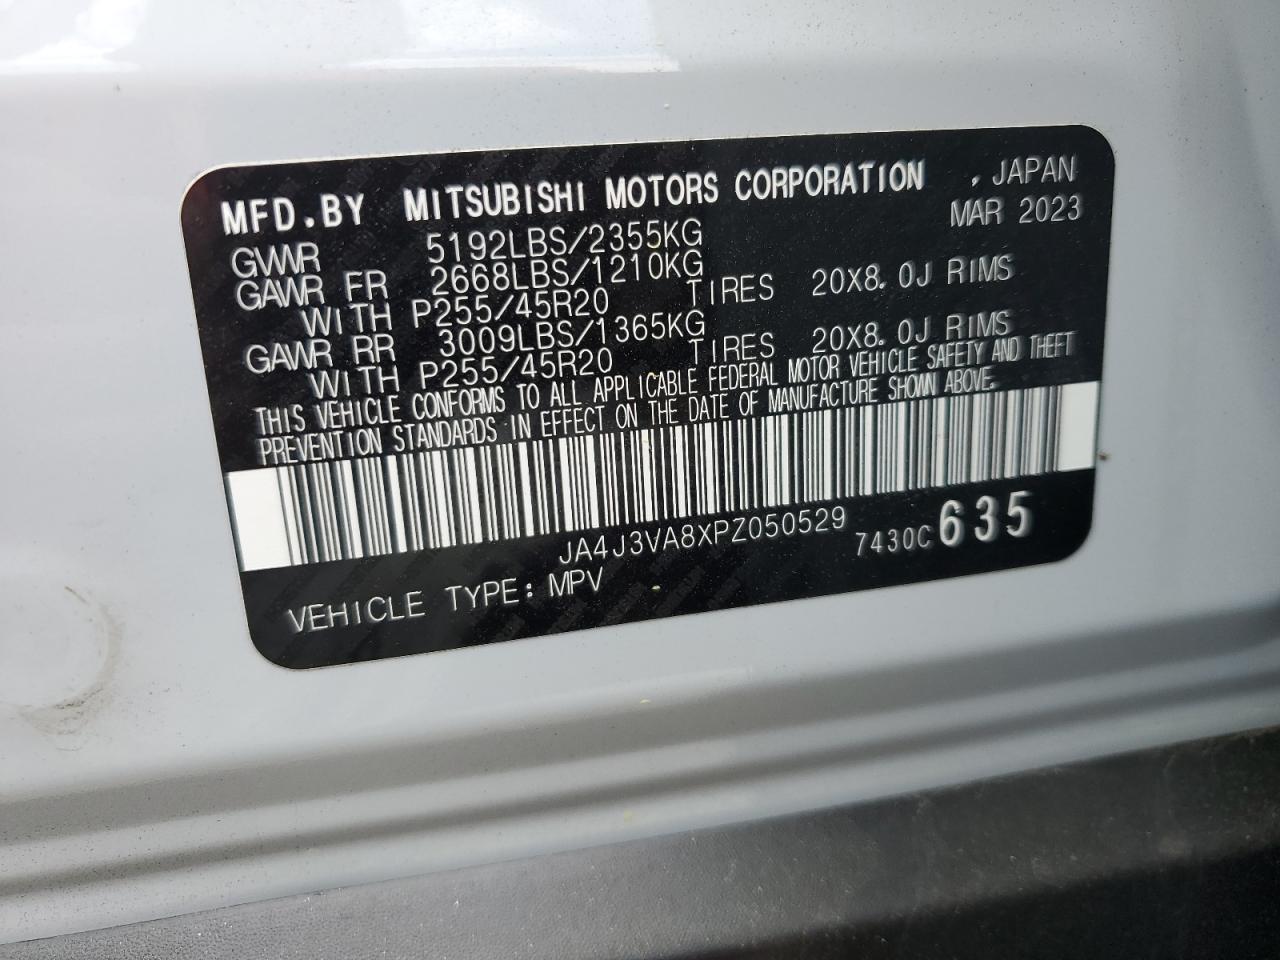 MFD.BY MITSUBISHI MOTORS CORPORATION , JAPAN
MAR 2023
GVWR 5192LBS/2355KG
GAWR FR 2668LBS/1210KG
WITH P255/45R20 TIRES 20X8.0J RIMS
GAWR RR 3009LBS/1365KG
WITH P255/45R20 TIRES 20X8.0J RIMS
THIS VEHICLE CONFORMS TO ALL APPLICABLE FEDERAL MOTOR VEHICLE SAFETY AND THEFT
PREVENTION STANDARDS IN EFFECT ON THE DATE OF MANUFACTURE SHOWN ABOVE.
JA4J3VA8XPZ050529 7430C 635
VEHICLE TYPE: MPV